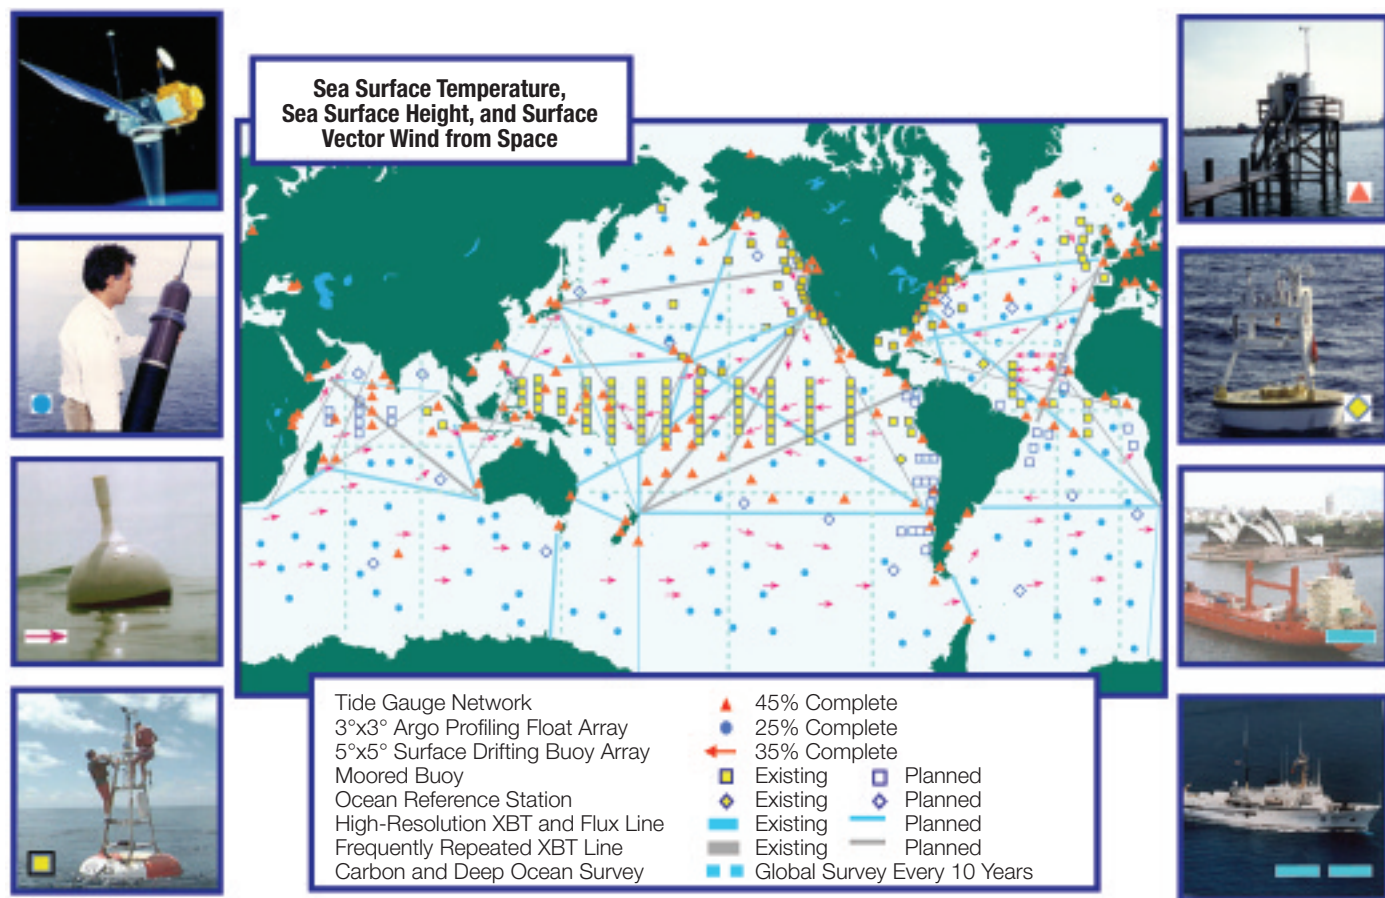 Sea Surface Temperature,
Sea Surface Height, and Surface
Vector Wind from Space
Tide Gauge Network 45% Complete
3°x3° Argo Profiling Float Array 25% Complete
5°x5° Surface Drifting Buoy Array 35% Complete
Moored Buoy Existing Planned
Ocean Reference Station Existing Planned
High-Resolution XBT and Flux Line Existing Planned
Frequently Repeated XBT Line Existing Planned
Carbon and Deep Ocean Survey Global Survey Every 10 Years